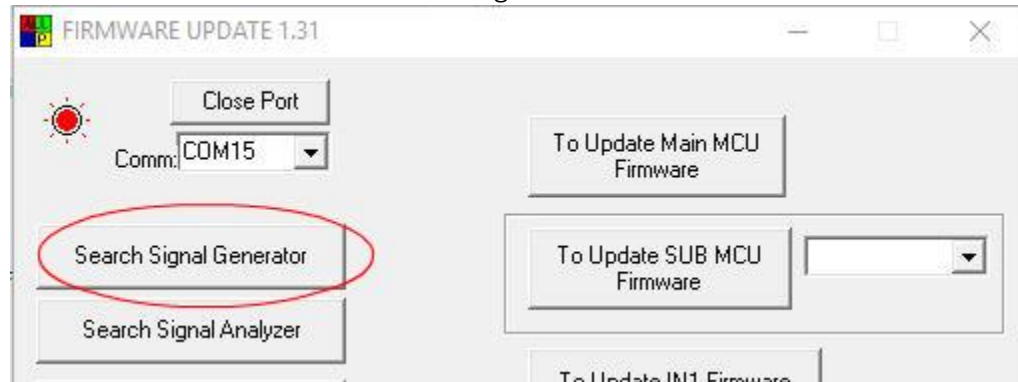 FIRMWARE UPDATE 1.31
Close Port
Comm: COM15
To Update Main MCU
Firmware
Search Signal Generator
To Update SUB MCU
Firmware
Search Signal Analyzer
To Update IN1 Firmware